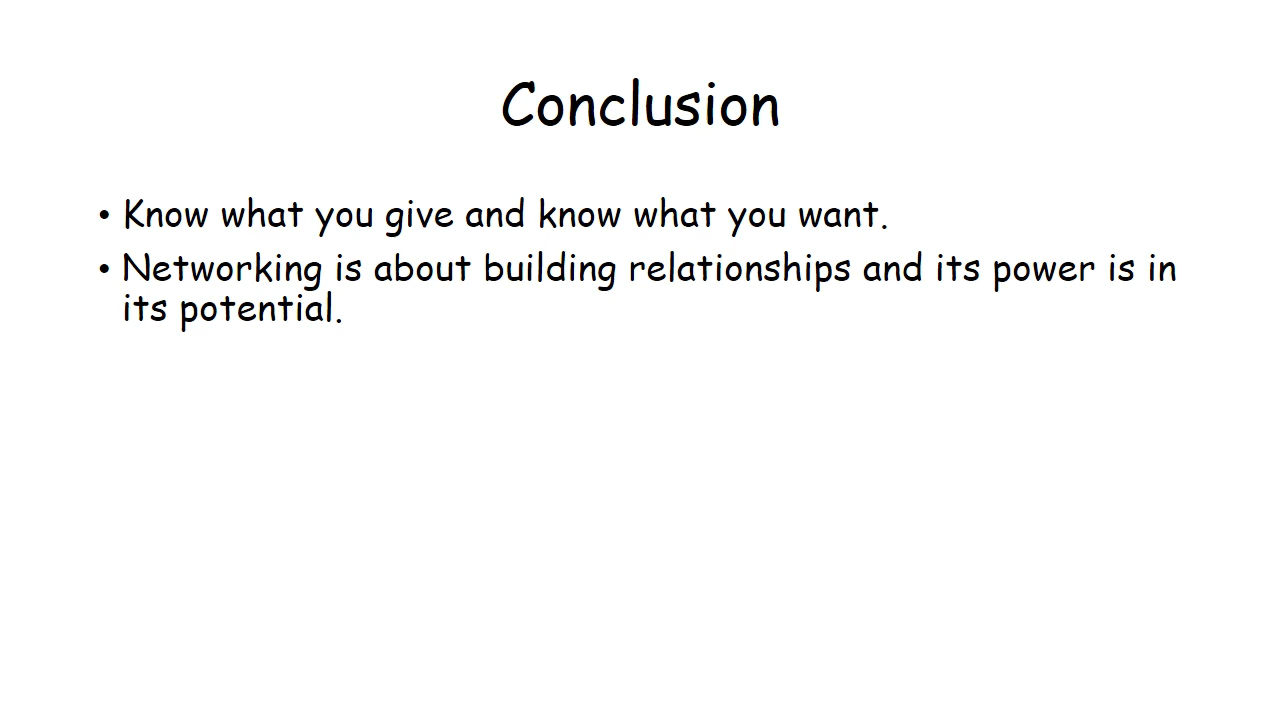 Conclusion
• Know what you give and know what you want.
• Networking is about building relationships and its power is in
its potential.